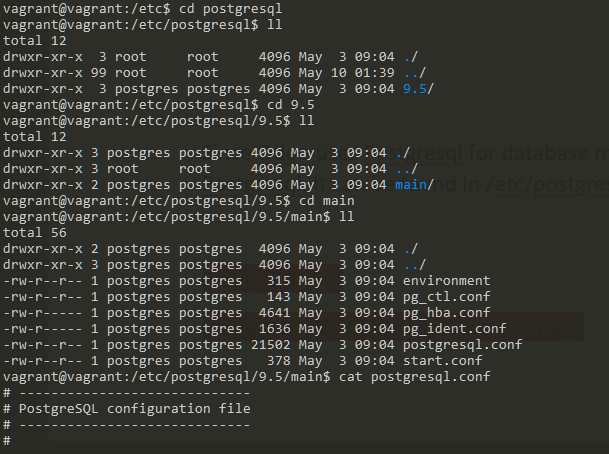 vagrant@vagrant:/etc$ cd postgresql
vagrant@vagrant:/etc/postgresql$ ll
total 12
drwxr-xr-x  3 root     root     4096 May  3 09:04 ./
drwxr-xr-x 99 root     root     4096 May 10 01:39 ../
drwxr-xr-x  3 postgres postgres 4096 May  3 09:04 9.5/
vagrant@vagrant:/etc/postgresql$ cd 9.5
vagrant@vagrant:/etc/postgresql/9.5$ ll
total 12
drwxr-xr-x 3 postgres postgres 4096 May  3 09:04 ./
drwxr-xr-x 3 root     root     4096 May  3 09:04 ../
drwxr-xr-x 2 postgres postgres 4096 May  3 09:04 main/
vagrant@vagrant:/etc/postgresql/9.5$ cd main
vagrant@vagrant:/etc/postgresql/9.5/main$ ll
total 56
drwxr-xr-x 2 postgres postgres  4096 May  3 09:04 ./
drwxr-xr-x 3 postgres postgres  4096 May  3 09:04 ../
-rw-r--r-- 1 postgres postgres   315 May  3 09:04 environment
-rw-r--r-- 1 postgres postgres   143 May  3 09:04 pg_ctl.conf
-rw-r----- 1 postgres postgres  4641 May  3 09:04 pg_hba.conf
-rw-r----- 1 postgres postgres  1636 May  3 09:04 pg_ident.conf
-rw-r--r-- 1 postgres postgres 21502 May  3 09:04 postgresql.conf
-rw-r--r-- 1 postgres postgres   378 May  3 09:04 start.conf
vagrant@vagrant:/etc/postgresql/9.5/main$ cat postgresql.conf
# -----------------------------
# PostgreSQL configuration file
# -----------------------------
#
for database
in /etc/postgres